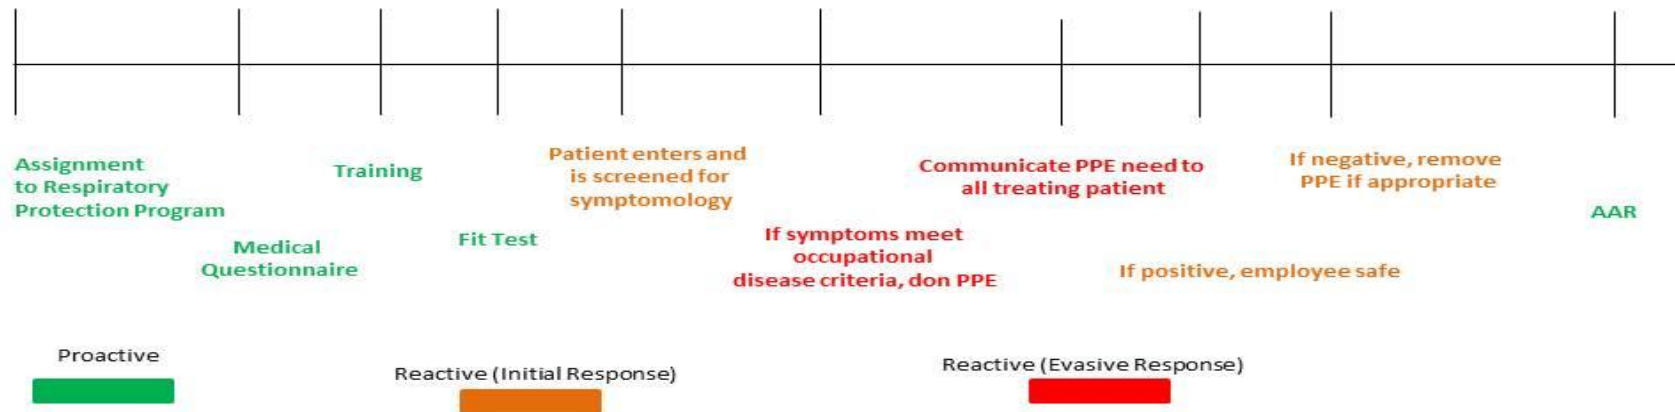 Assignment
to Respiratory
Protection Program
Medical
Questionnaire
Training
Fit Test
Patient enters and
is screened for
symptomology
If symptoms meet
occupational
disease criteria, don PPE
Communicate PPE need to
all treating patient
If positive, employee safe
If negative, remove
PPE if appropriate
AAR
Proactive
Reactive (Initial Response)
Reactive (Evasive Response)